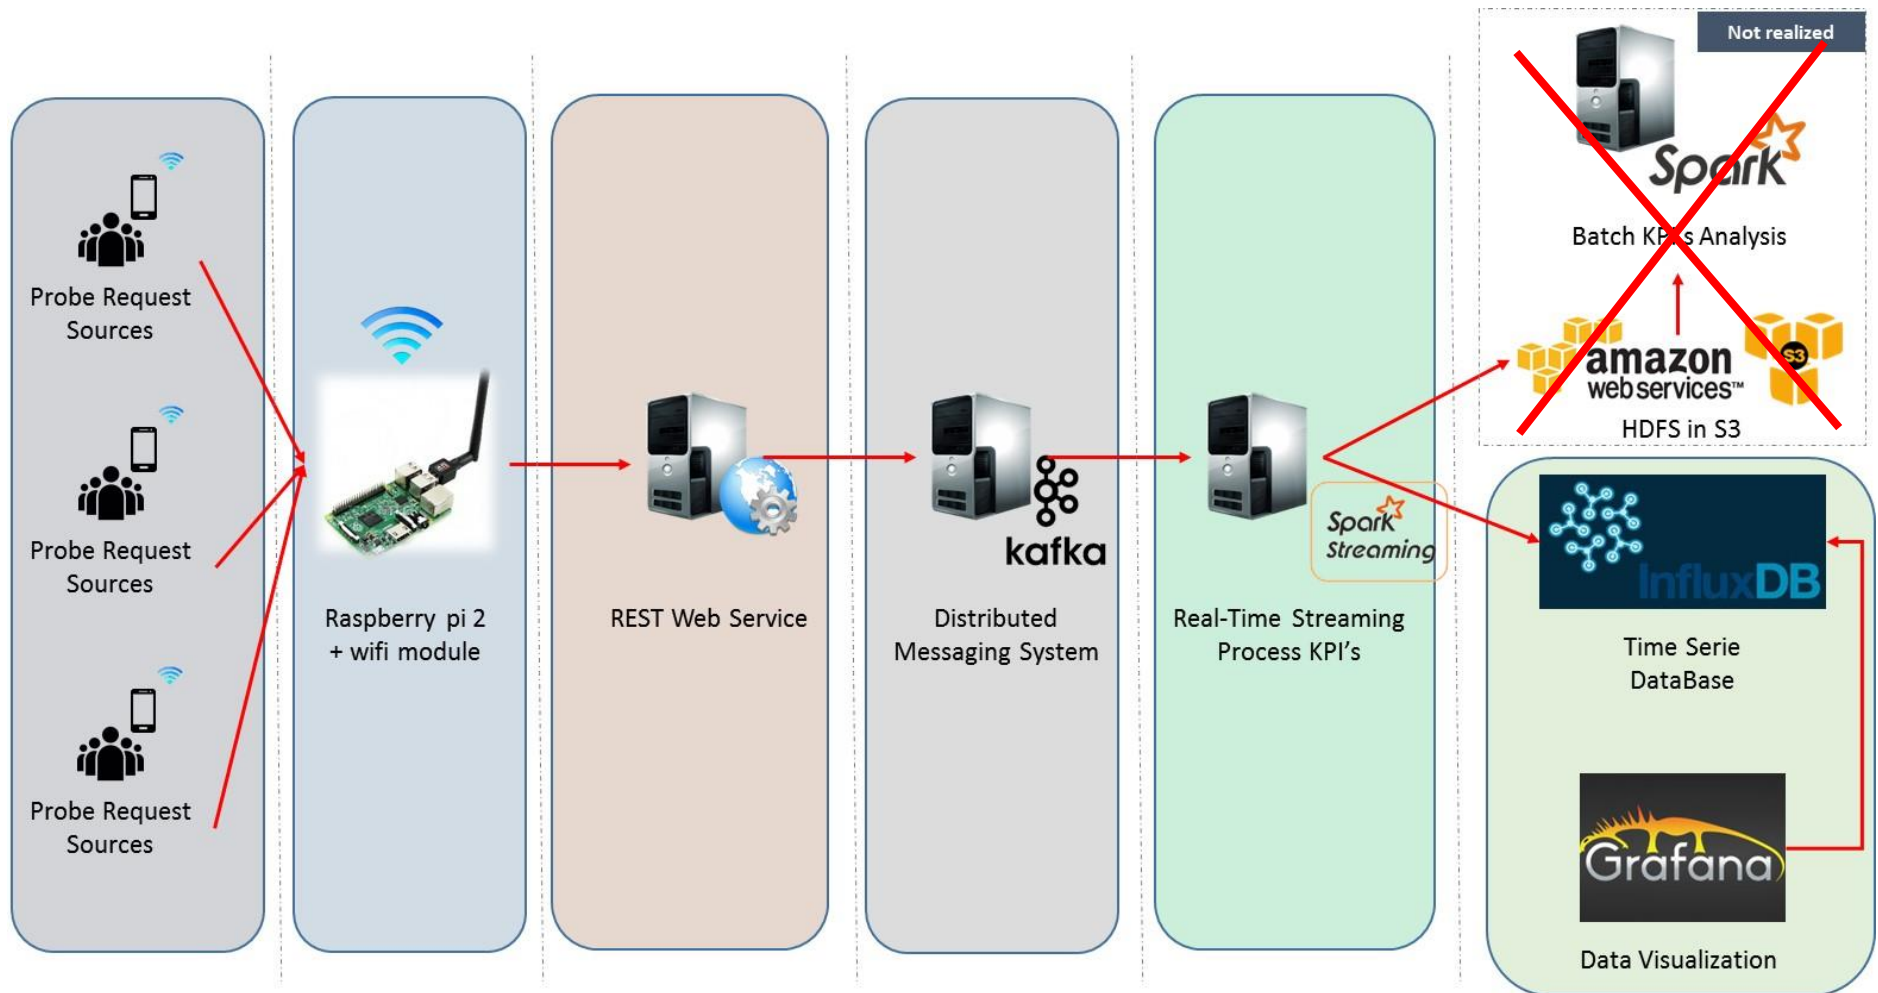 Not realized
Spark
Batch KPI's Analysis
amazon
web services™
S3
HDFS in S3
Probe Request
Sources
Probe Request
Sources
Probe Request
Sources
Raspberry pi 2
+ wifi module
REST Web Service
kafka
Distributed
Messaging System
Spark
Streaming
Real-Time Streaming
Process KPI's
InfluxDB
Time Serie
DataBase
Grafana
Data Visualization